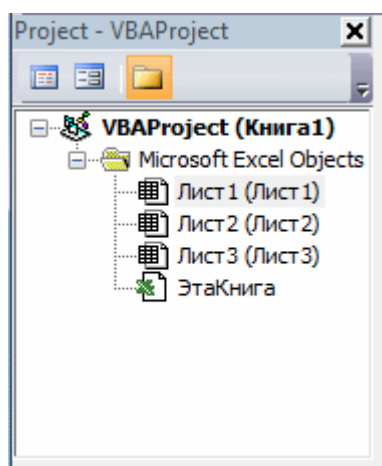 Project - VBAProject
VBAProject (Книга1)
Microsoft Excel Objects
Лист1 (Лист1)
Лист2 (Лист2)
Лист3 (Лист3)
ЭтаКнига